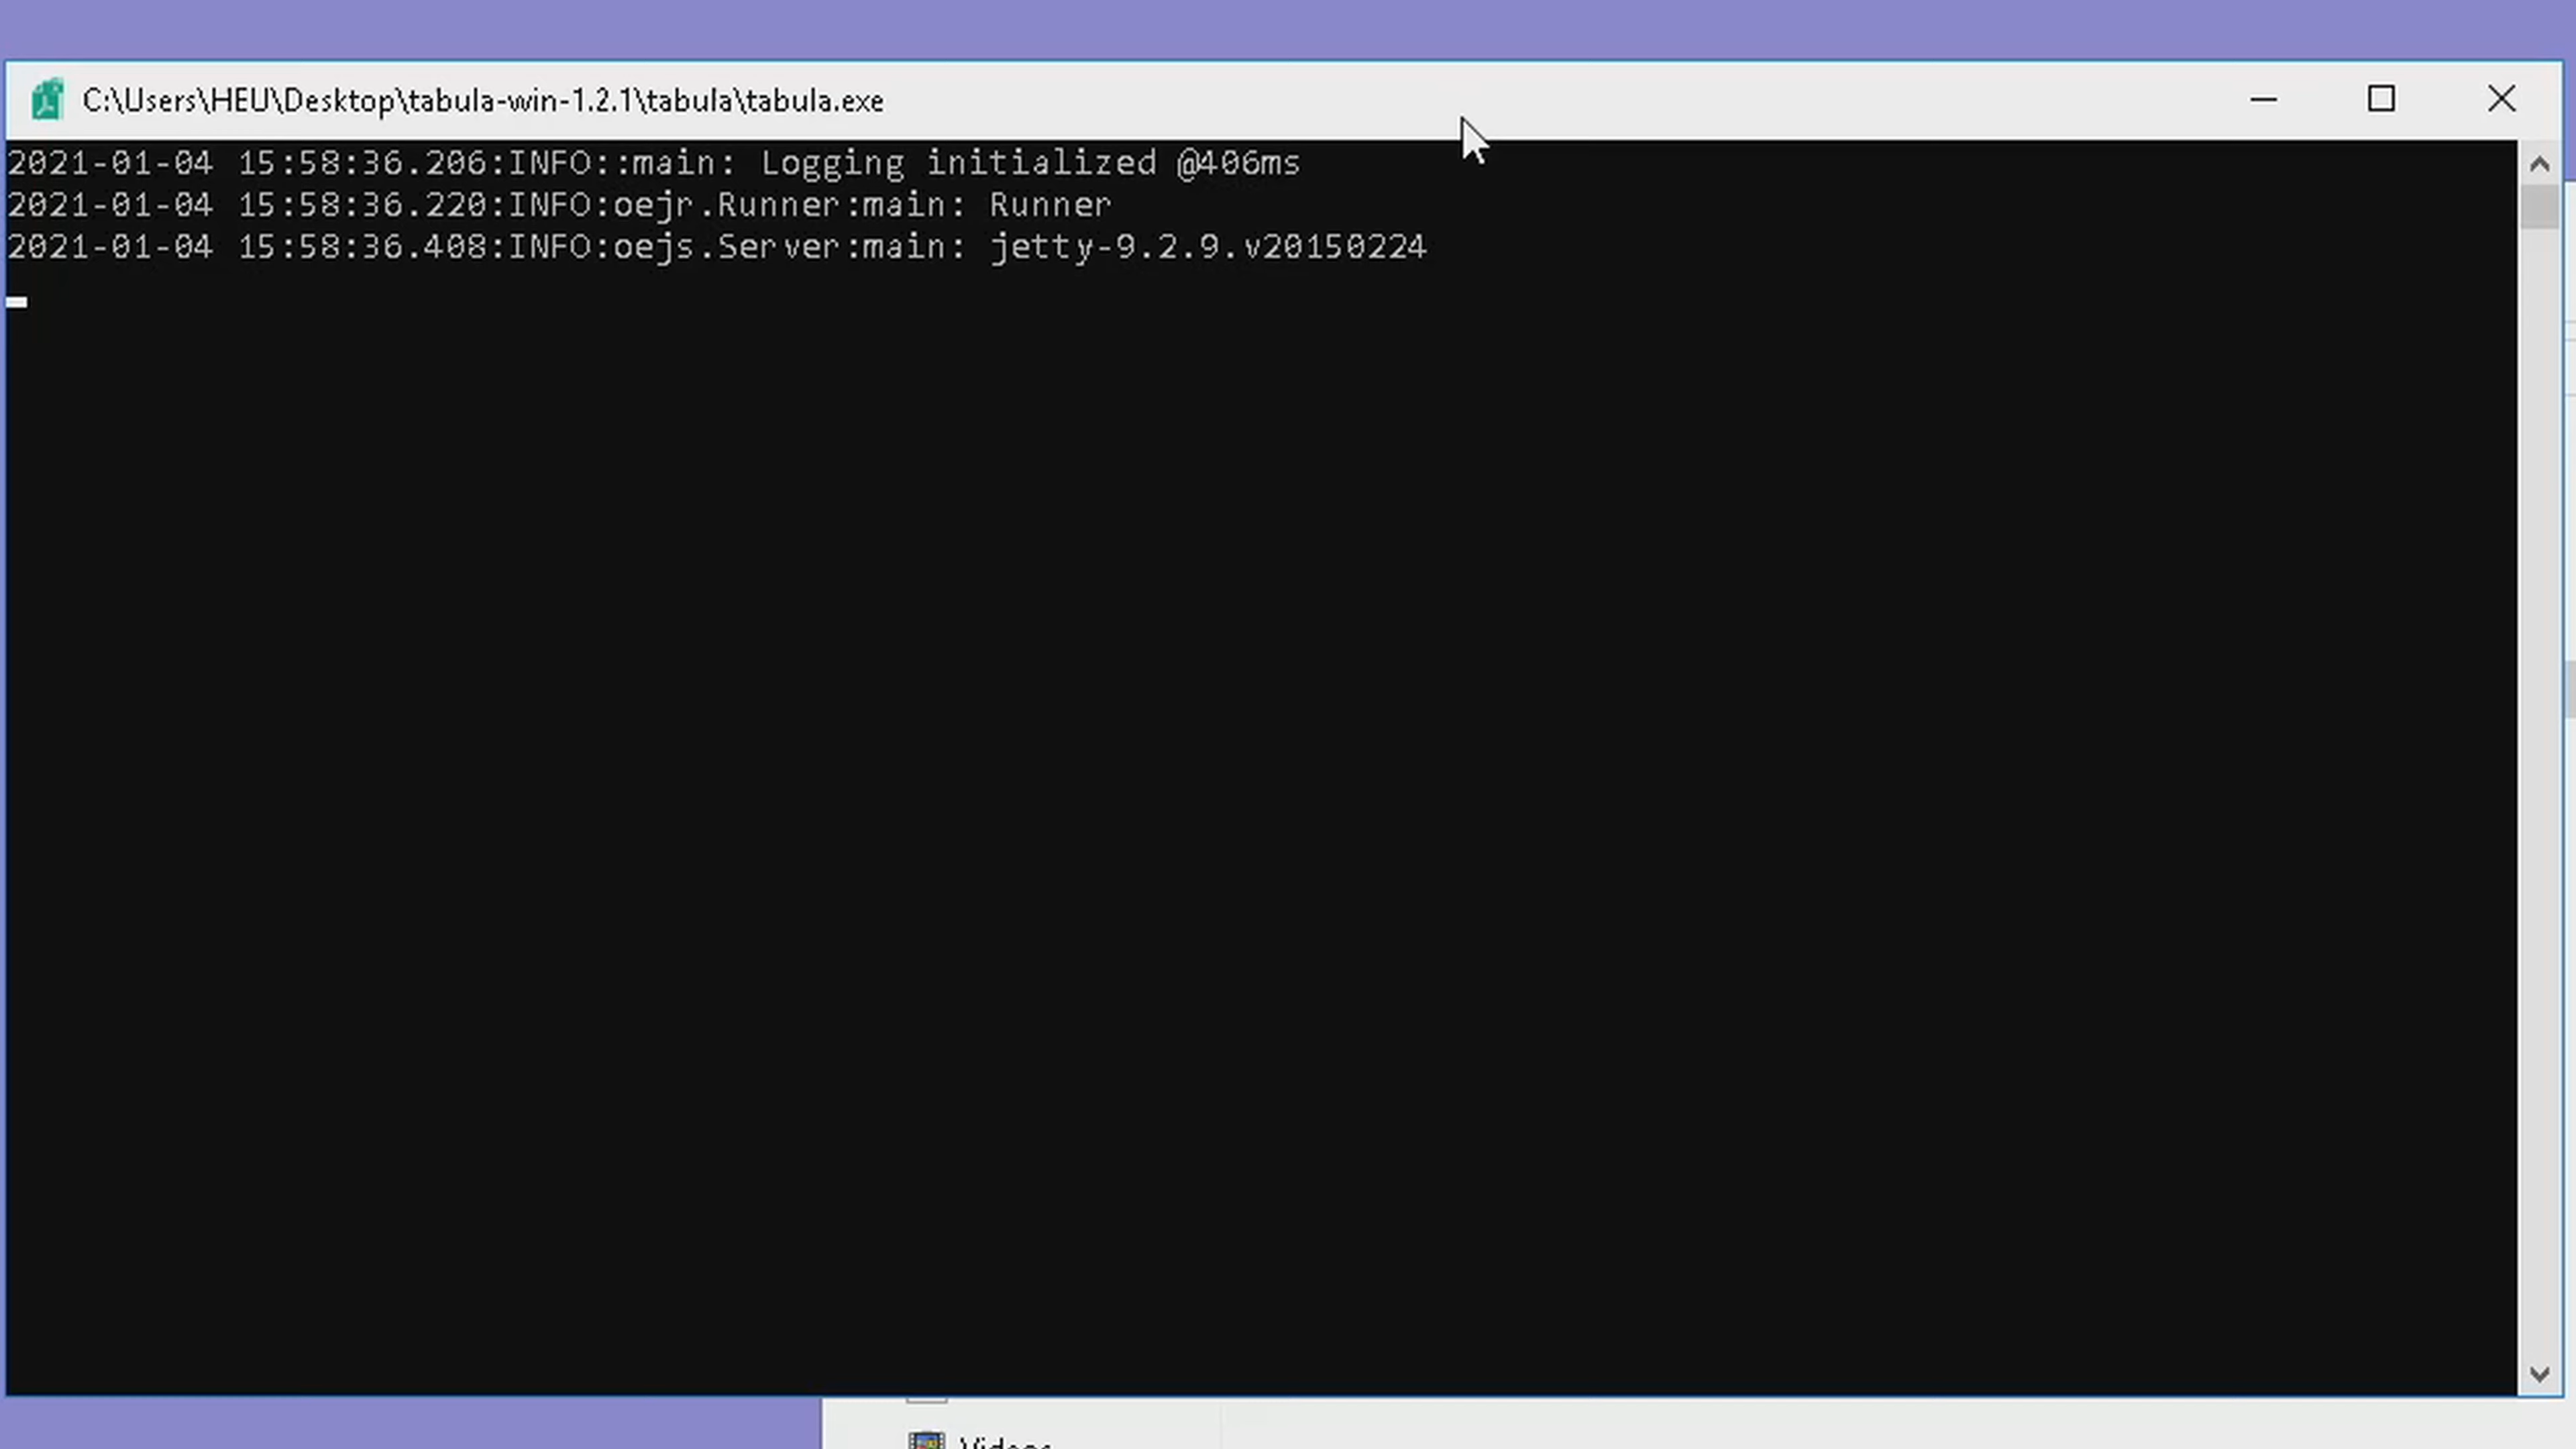 C:\Users\HEU\Desktop\tabula-win-1.2.1\tabula\tabula.exe
2021-01-04 15:58:36.206:INFO::main: Logging initialized @406ms
2021-01-04 15:58:36.220:INFO:oejr.Runner:main: Runner
2021-01-04 15:58:36.408:INFO:oejs.Server:main: jetty-9.2.9.v20150224
Videos